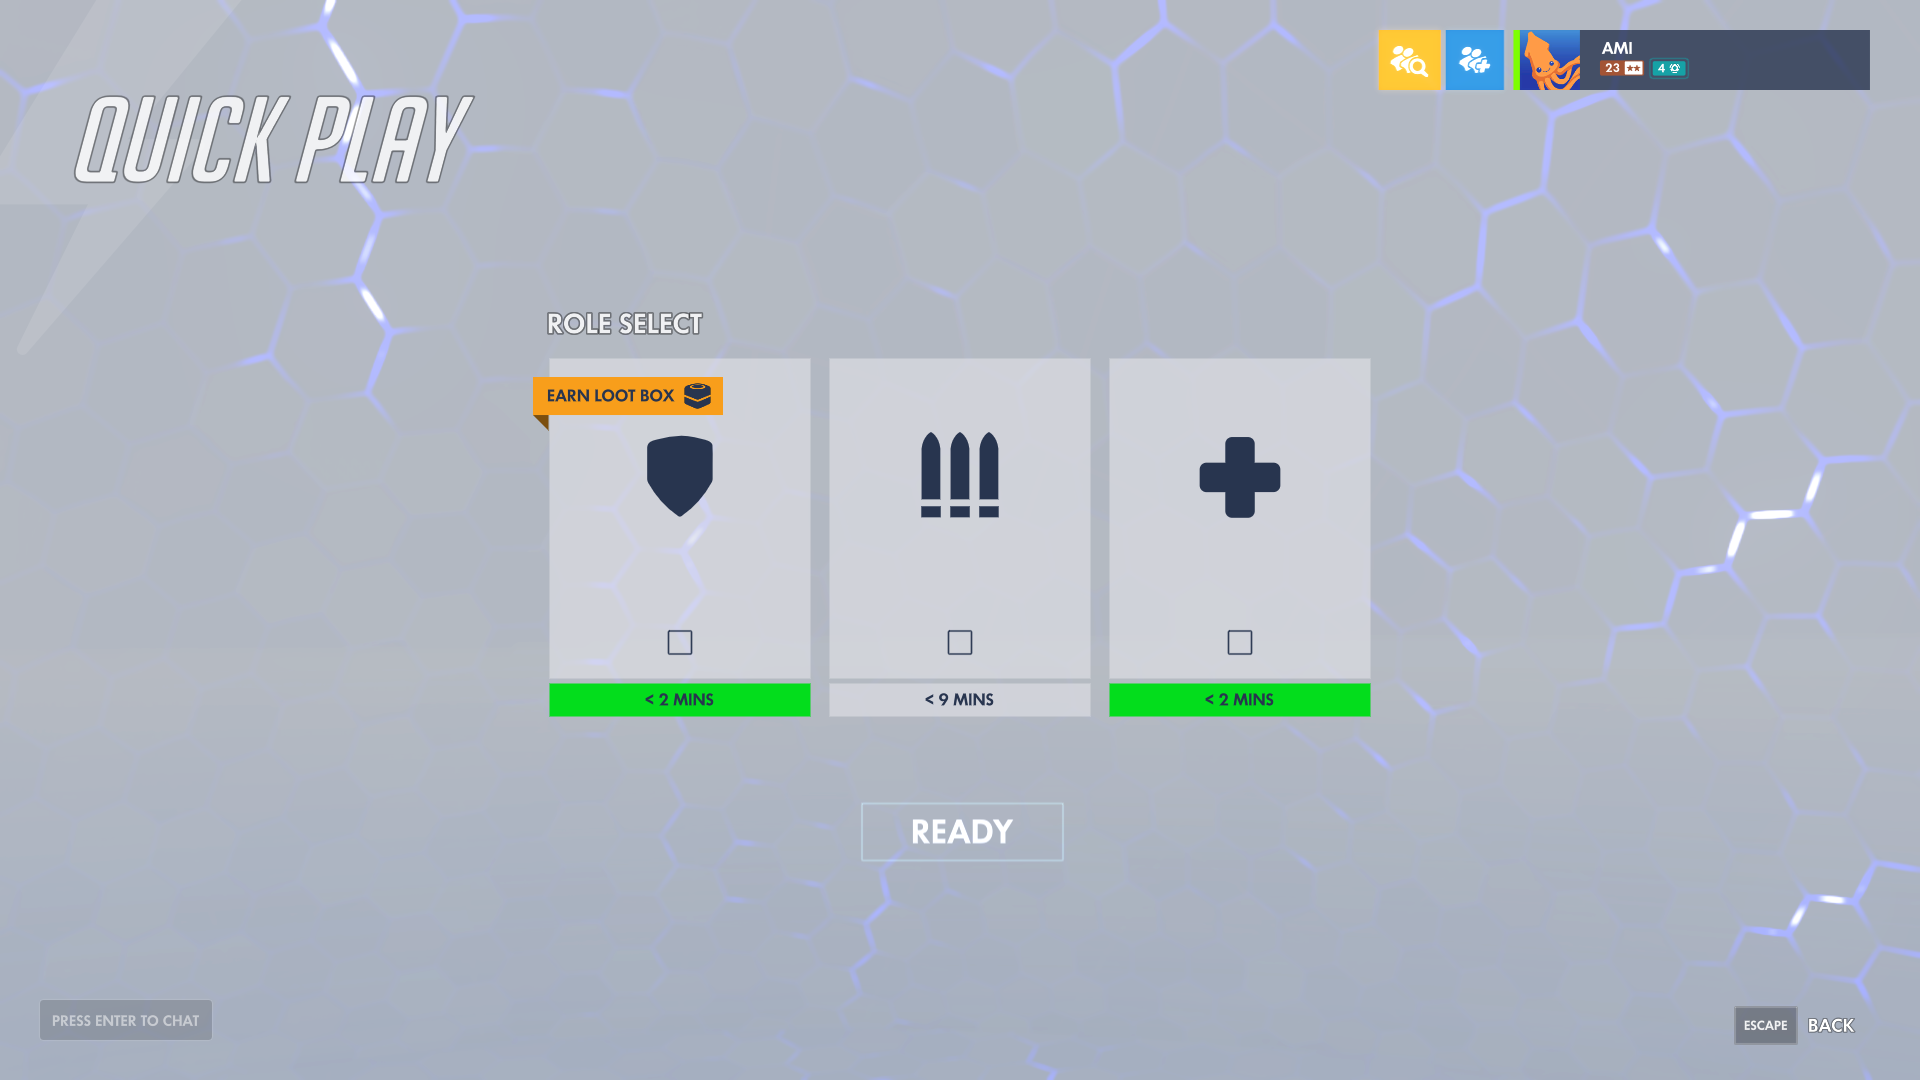 QUICK PLAY
AMI
23
4
ROLE SELECT
EARN LOOT BOX
< 2 MINS
< 9 MINS
< 2 MINS
READY
PRESS ENTER TO CHAT
ESCAPE
BACK